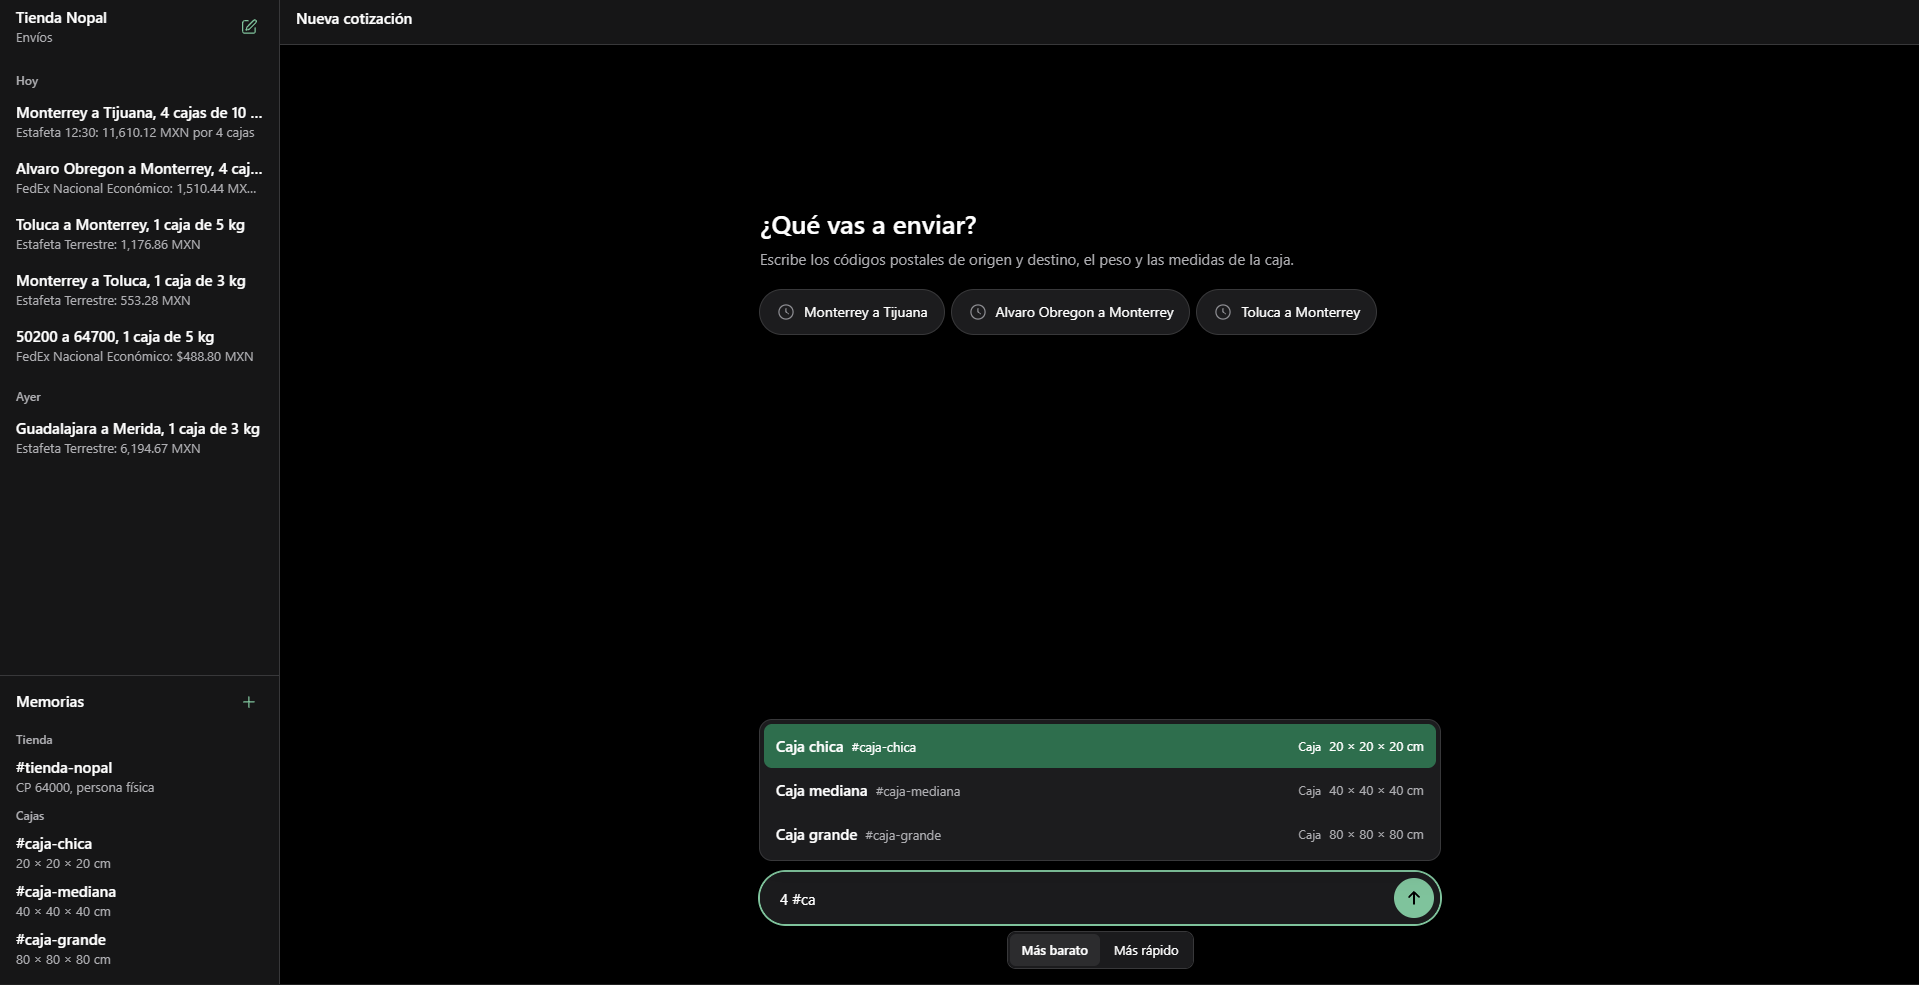 Tienda Nopal
Envíos
Hoy
Monterrey a Tijuana, 4 cajas de 10 ...
Estafeta 12:30: 11,610.12 MXN por 4 cajas
Alvaro Obregon a Monterrey, 4 caj...
FedEx Nacional Económico: 1,510.44 MX...
Toluca a Monterrey, 1 caja de 5 kg
Estafeta Terrestre: 1,176.86 MXN
Monterrey a Toluca, 1 caja de 3 kg
Estafeta Terrestre: 553.28 MXN
50200 a 64700, 1 caja de 5 kg
FedEx Nacional Económico: $488.80 MXN
Ayer
Guadalajara a Merida, 1 caja de 3 kg
Estafeta Terrestre: 6,194.67 MXN
Memorias
Tienda
#tienda-nopal
CP 64000, persona física
Cajas
#caja-chica
20 × 20 × 20 cm
#caja-mediana
40 × 40 × 40 cm
#caja-grande
80 × 80 × 80 cm
Nueva cotización
¿Qué vas a enviar?
Escribe los códigos postales de origen y destino, el peso y las medidas de la caja.
Monterrey a Tijuana
Alvaro Obregon a Monterrey
Toluca a Monterrey
Caja chica #caja-chica Caja 20 × 20 × 20 cm
Caja mediana #caja-mediana Caja 40 × 40 × 40 cm
Caja grande #caja-grande Caja 80 × 80 × 80 cm
4 #ca
Más barato
Más rápido